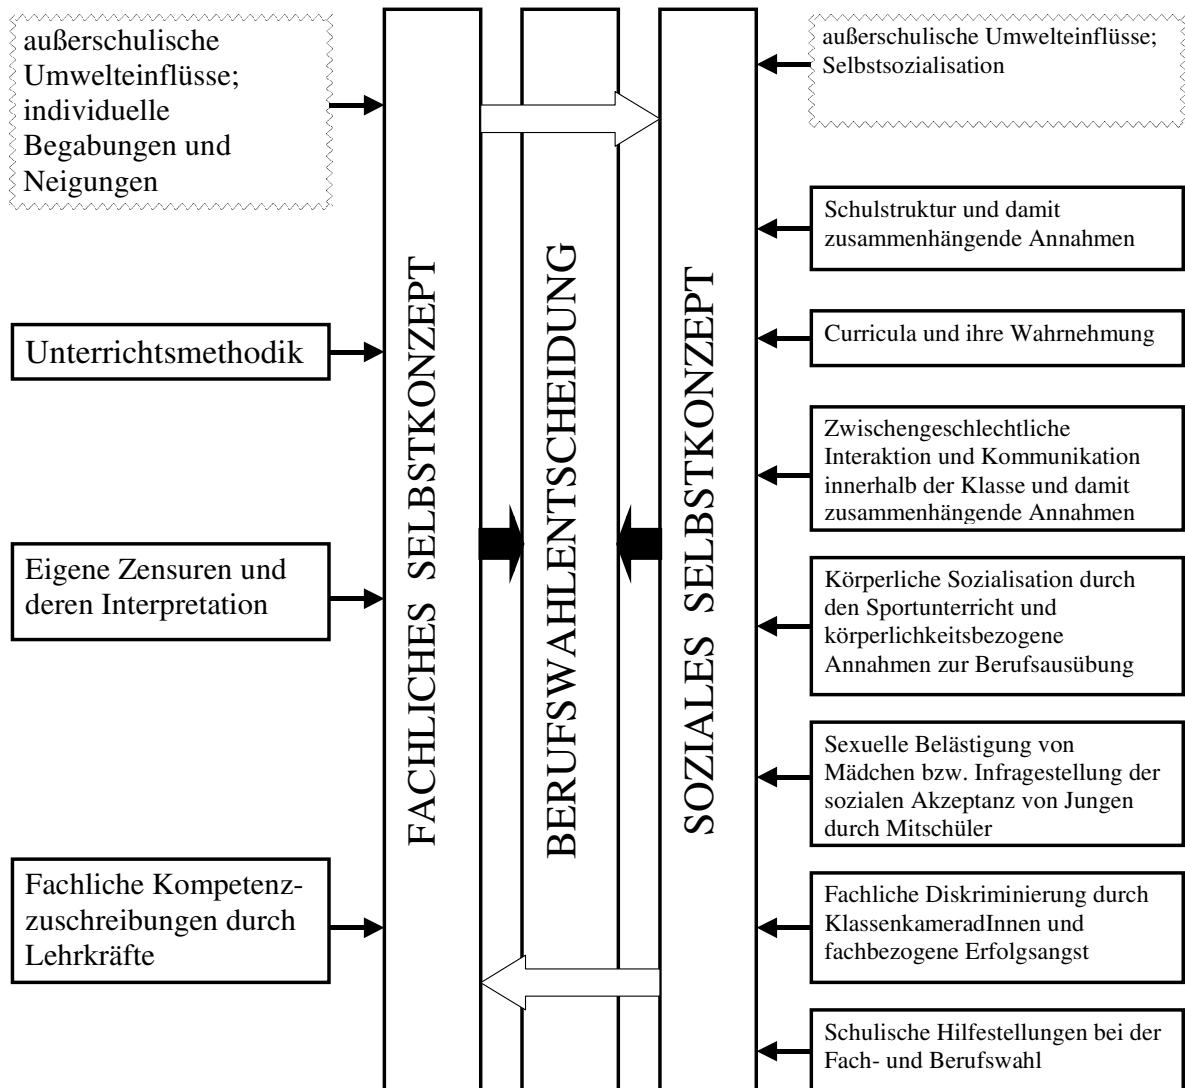 außerschulische
Umwelteinflüsse;
individuelle
Begabungen und
Neigungen
Unterrichtsmethodik
Eigene Zensuren und
deren Interpretation
Fachliche Kompetenz-
zuschreibungen durch
Lehrkräfte
FACHLICHES SELBSTKONZEPT
BERUFSWAHLENTSCHEIDUNG
SOZIALES SELBSTKONZEPT
außerschulische Umwelteinflüsse;
Selbstsozialisation
Schulstruktur und damit
zusammenhängende Annahmen
Curricula und ihre Wahrnehmung
Zwischengeschlechtliche
Interaktion und Kommunikation
innerhalb der Klasse und damit
zusammenhängende Annahmen
Körperliche Sozialisation durch
den Sportunterricht und
körperlichkeitsbezogene
Annahmen zur Berufsausübung
Sexuelle Belästigung von
Mädchen bzw. Infragestellung der
sozialen Akzeptanz von Jungen
durch Mitschüler
Fachliche Diskriminierung durch
KlassenkameradInnen und
fachbezogene Erfolgsangst
Schulische Hilfestellungen bei der
Fach- und Berufswahl